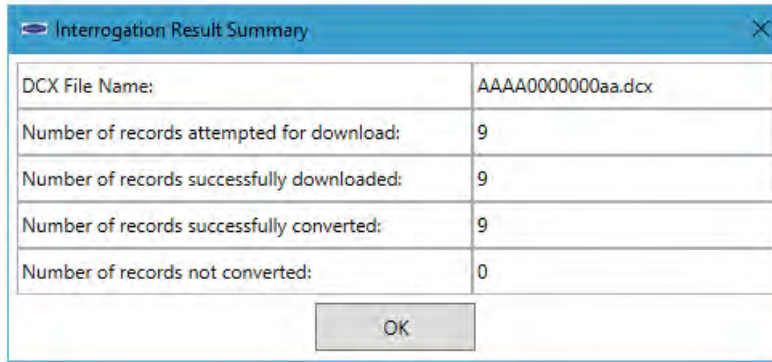 Interrogation Result Summary
DCX File Name: AAAA0000000aa.dcx
Number of records attempted for download: 9
Number of records successfully downloaded: 9
Number of records successfully converted: 9
Number of records not converted: 0
OK